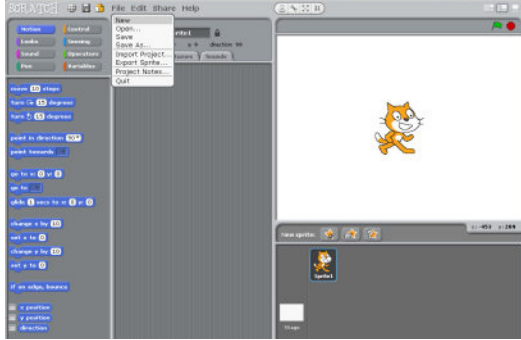 SCRATCH File Edit Share Help
New
Open...
Save
Save As...
Import Project...
Export Sprite...
Project Notes...
Quit
Motion Control
Looks Sensing
Sound Operators
Pen Variables
Scripts
move 10 steps
turn 15 degrees
turn 15 degrees
point in direction 90
point towards
go to x: 0 y: 0
go to
glide 1 secs to x: 0 y: 0
change x by 10
set x to 0
change y by 10
set y to 0
if on edge, bounce
x position
y position
direction
direction: 90
Sounds
New sprite:
Sprite1
Stage